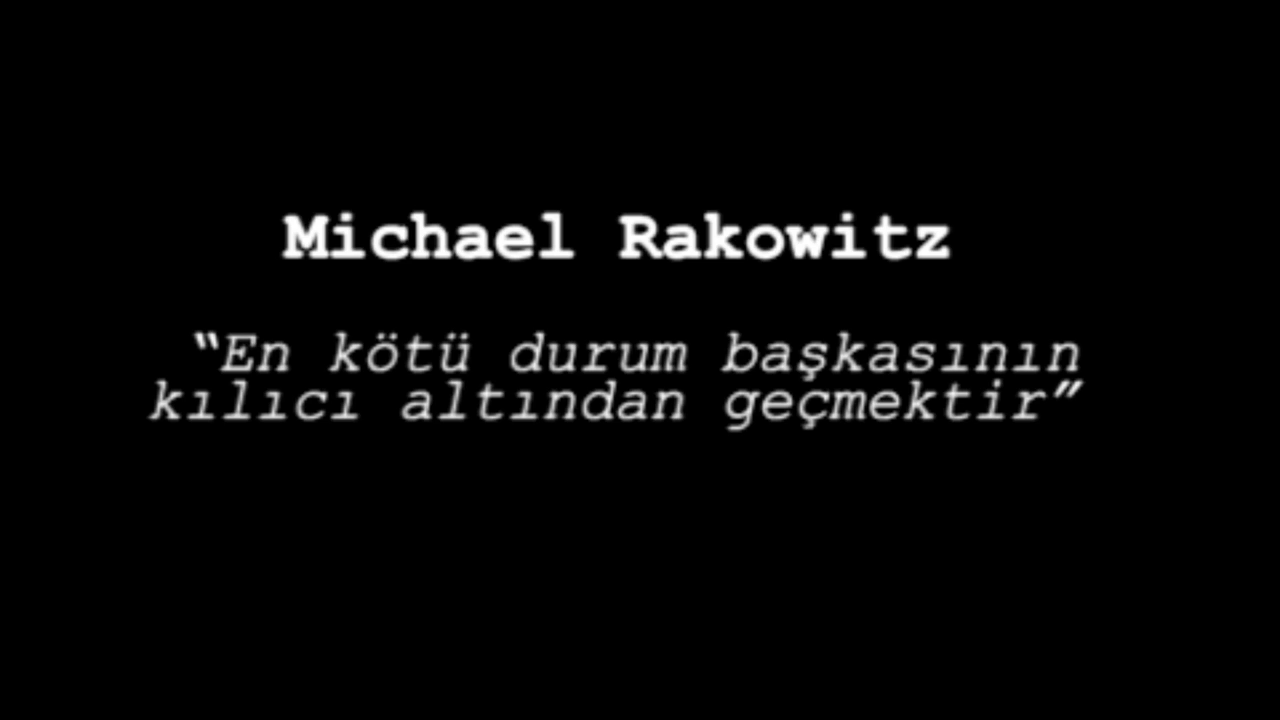 Michael Rakowitz
“En kötü durum başkasının
kılıcı altından geçmektir”